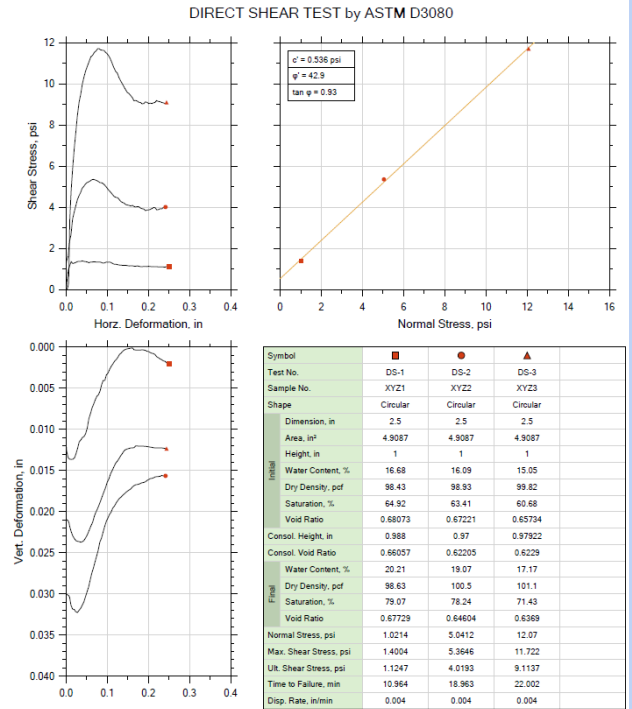 DIRECT SHEAR TEST by ASTM D3080
12
10
8
6
4
2
0
Shear Stress, psi
0.0 0.1 0.2 0.3 0.4
Horz. Deformation, in
c' = 0.536 psi
φ' = 42.9
tan φ = 0.93
0 2 4 6 8 10 12 14 16
Normal Stress, psi
0.000
0.005
0.010
0.015
0.020
0.025
0.030
0.035
0.040
Vert. Deformation, in
0.0 0.1 0.2 0.3 0.4
Symbol
Test No. DS-1 DS-2 DS-3
Sample No. XYZ1 XYZ2 XYZ3
Shape Circular Circular Circular
Initial
Dimension, in 2.5 2.5 2.5
Area, in² 4.9087 4.9087 4.9087
Height, in 1 1 1
Water Content, % 16.68 16.09 15.05
Dry Density, pcf 98.43 98.93 99.82
Saturation, % 64.92 63.41 60.68
Void Ratio 0.68073 0.67221 0.65734
Consol. Height, in 0.988 0.97 0.97922
Consol. Void Ratio 0.66057 0.62205 0.6229
Final
Water Content, % 20.21 19.07 17.17
Dry Density, pcf 98.63 100.5 101.1
Saturation, % 79.07 78.24 71.43
Void Ratio 0.67729 0.64604 0.6369
Normal Stress, psi 1.0214 5.0412 12.07
Max. Shear Stress, psi 1.4004 5.3646 11.722
Ult. Shear Stress, psi 1.1247 4.0193 9.1137
Time to Failure, min 10.964 18.963 22.002
Disp. Rate, in/min 0.004 0.004 0.004